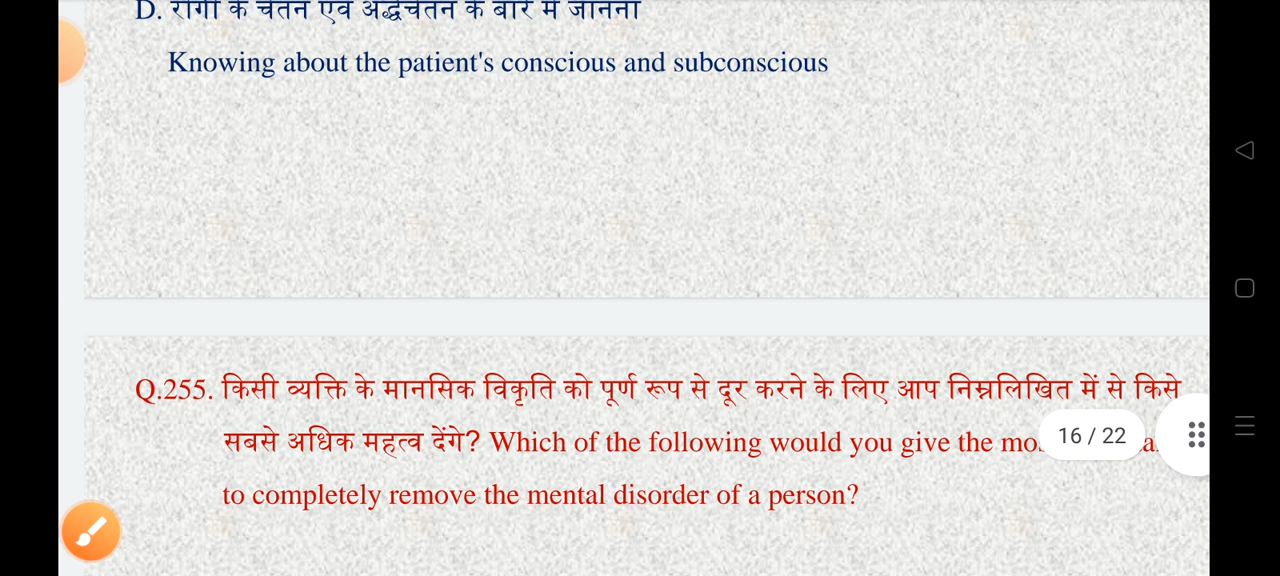 D. रोगी के चेतन एवं अर्द्धचेतन के बारे में जानना
Knowing about the patient's conscious and subconscious
Q.255. किसी व्यक्ति के मानसिक विकृति को पूर्ण रूप से दूर करने के लिए आप निम्नलिखित में से किसे
सबसे अधिक महत्व देंगे? Which of the following would you give the
16 / 22
to completely remove the mental disorder of a person?